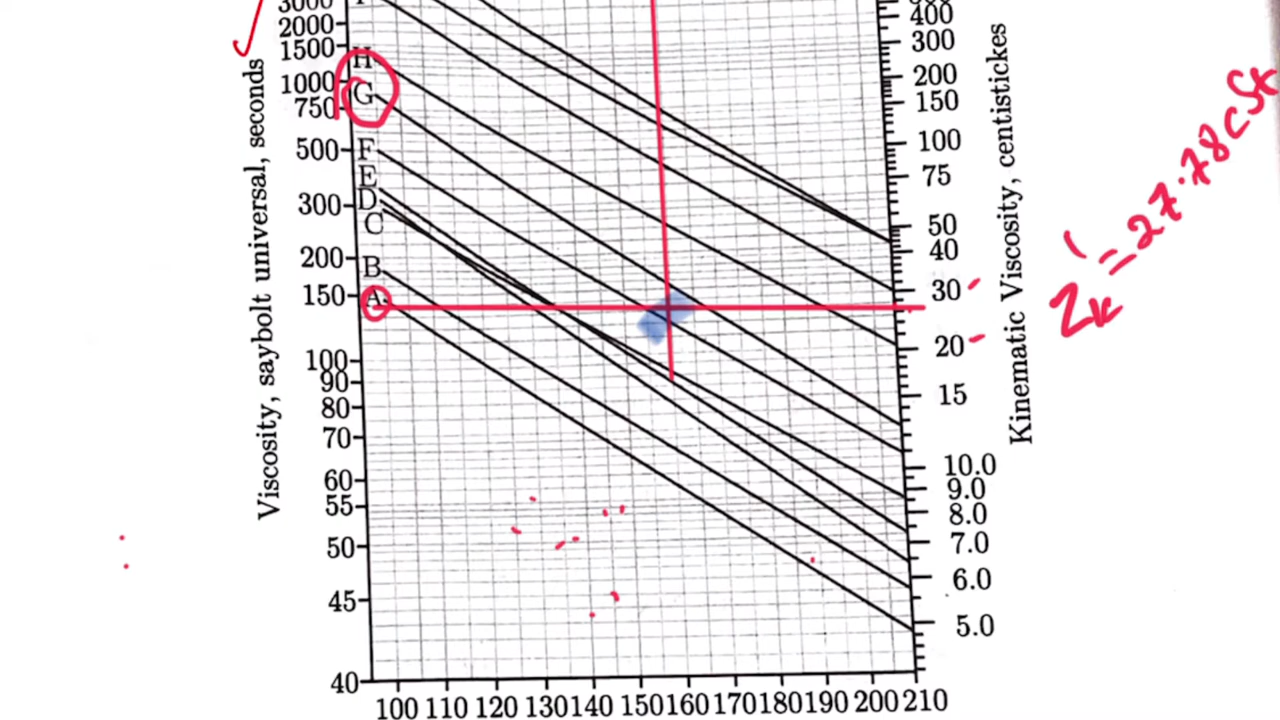 3000
2000
1500
1000
750
500
300
200
150
100
90
80
70
60
55
50
45
40
Viscosity, saybolt universal, seconds
H
G
F
E
D
C
B
A
400
300
200
150
100
75
50
40
30
20
15
10.0
9.0
8.0
7.0
6.0
5.0
Kinematic Viscosity, centistickes
Zk' = 27.78 cSk
100 110 120 130 140 150 160 170 180 190 200 210